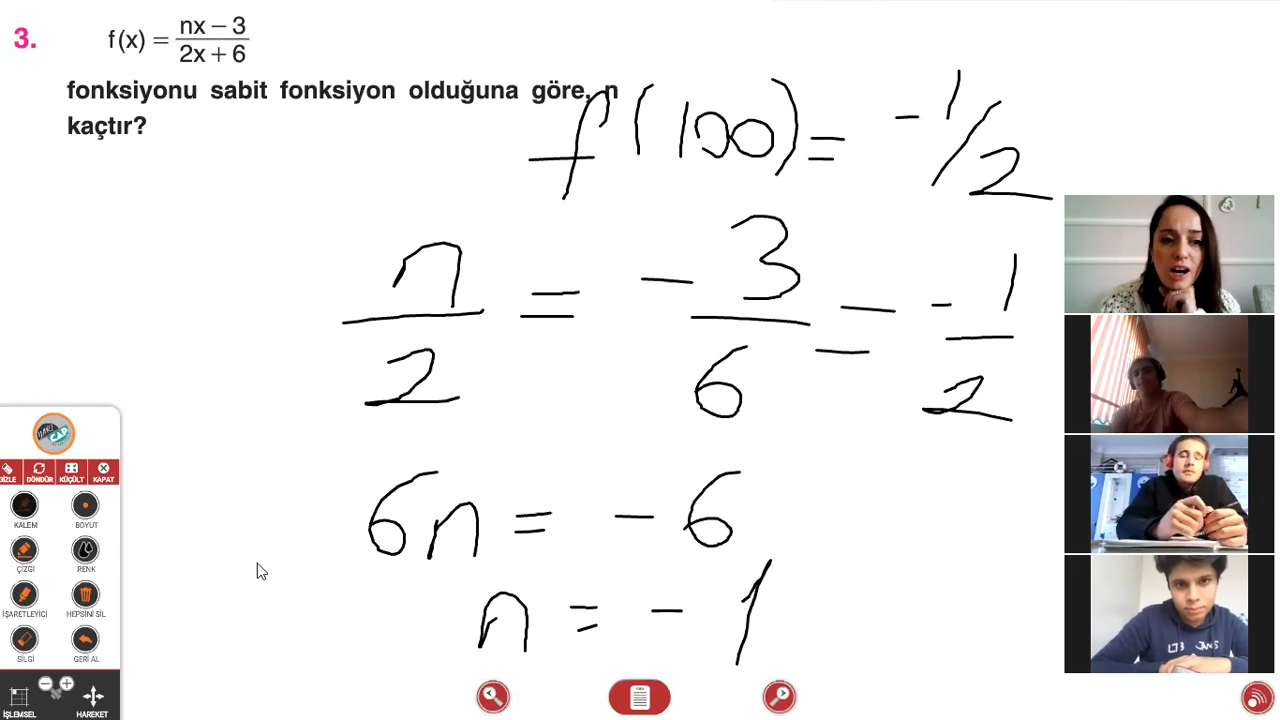 3. f(x) = nx − 3 / 2x + 6
fonksiyonu sabit fonksiyon olduğuna göre, n
kaçtır?
f(100) = -1/2
n/2 = - 3/6 = - 1/2
6n = - 6
n = - 1
GİZLE DÖNDÜR KÜÇÜLT KAPAT
KALEM BOYUT
ÇİZGİ RENK
İŞARETLEYİCİ HEPSİNİ SİL
SİLGİ GERİ AL
İŞLEMSEL HAREKET